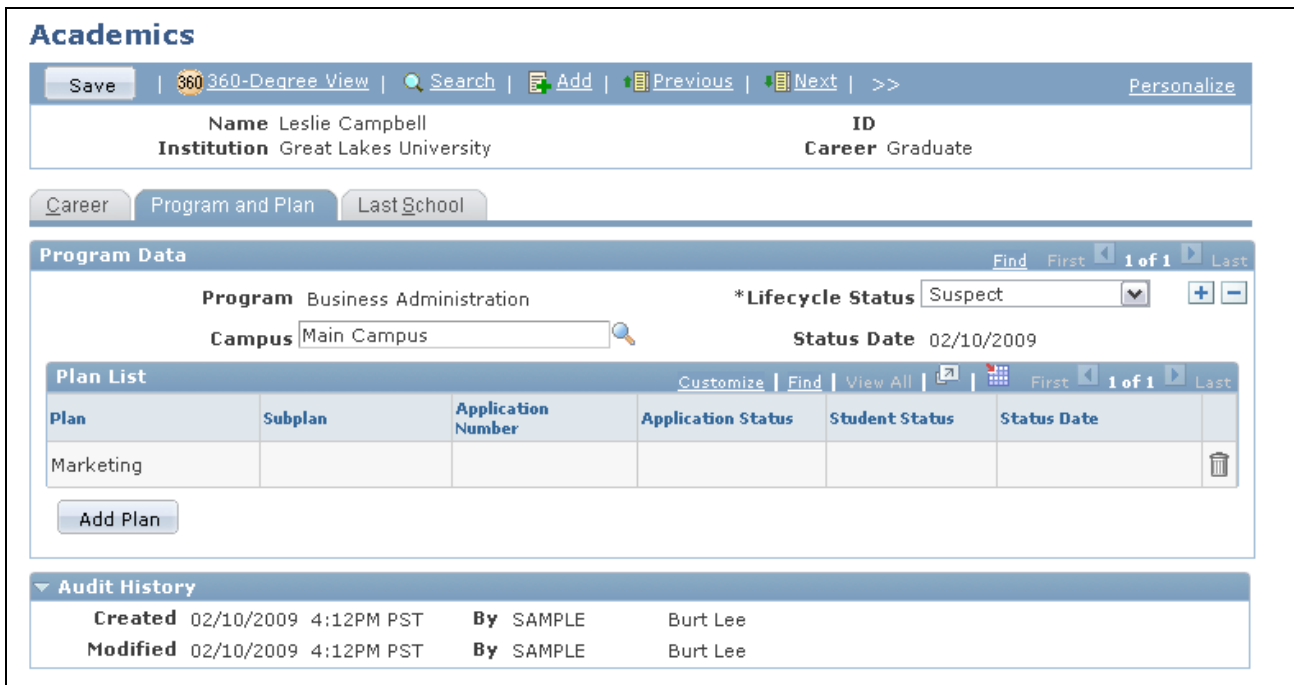 Academics
Save | 360 360-Degree View | Search | Add | Previous | Next | >> Personalize
Name Leslie Campbell ID
Institution Great Lakes University Career Graduate
Career Program and Plan Last School
Program Data Find First 1 of 1 Last
Program Business Administration *Lifecycle Status Suspect
Campus Main Campus Status Date 02/10/2009
Plan List Customize | Find | View All | | First 1 of 1 Last
Plan Subplan Application Number Application Status Student Status Status Date
Marketing
Add Plan
Audit History
Created 02/10/2009 4:12PM PST By SAMPLE Burt Lee
Modified 02/10/2009 4:12PM PST By SAMPLE Burt Lee